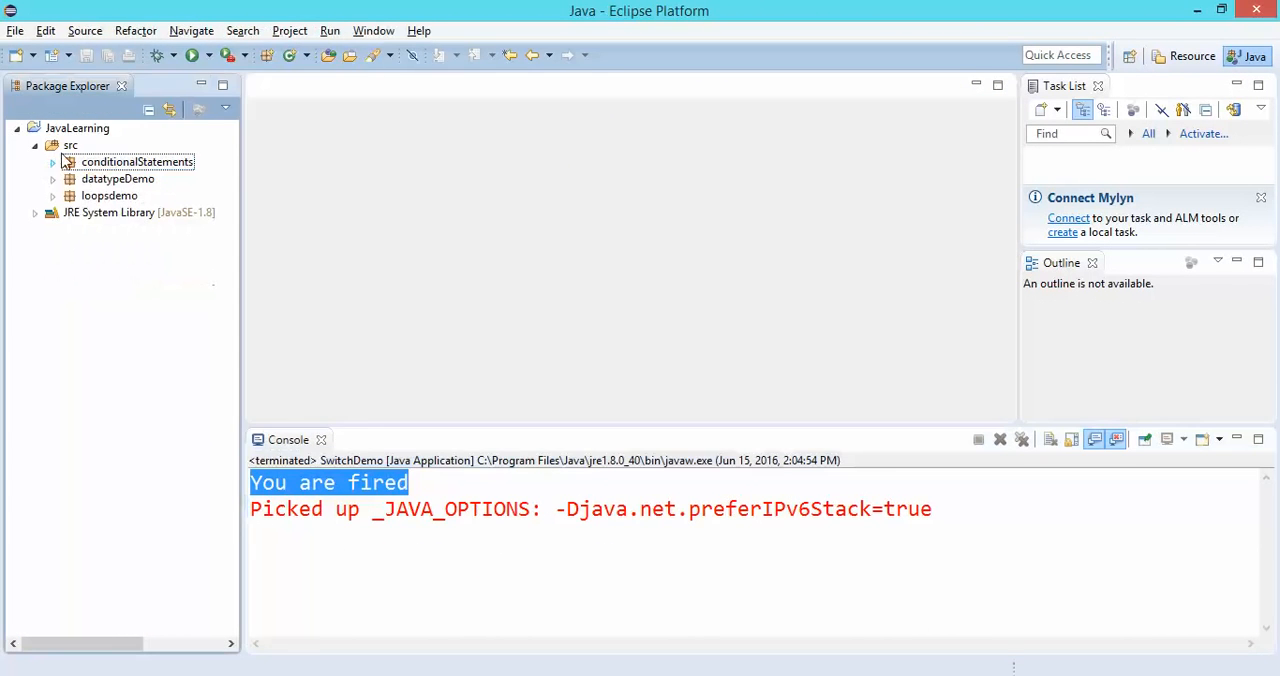 Java - Eclipse Platform
File Edit Source Refactor Navigate Search Project Run Window Help
Quick Access
Resource
Java
Package Explorer
Task List
JavaLearning
src
conditionalStatements
datatypeDemo
loopsdemo
JRE System Library [JavaSE-1.8]
Find
All
Activate...
Connect Mylyn
Connect to your task and ALM tools or
create a local task.
Outline
An outline is not available.
Console
<terminated> SwitchDemo [Java Application] C:\Program Files\Java\jre1.8.0_40\bin\javaw.exe (Jun 15, 2016, 2:04:54 PM)
You are fired
Picked up _JAVA_OPTIONS: -Djava.net.preferIPv6Stack=true